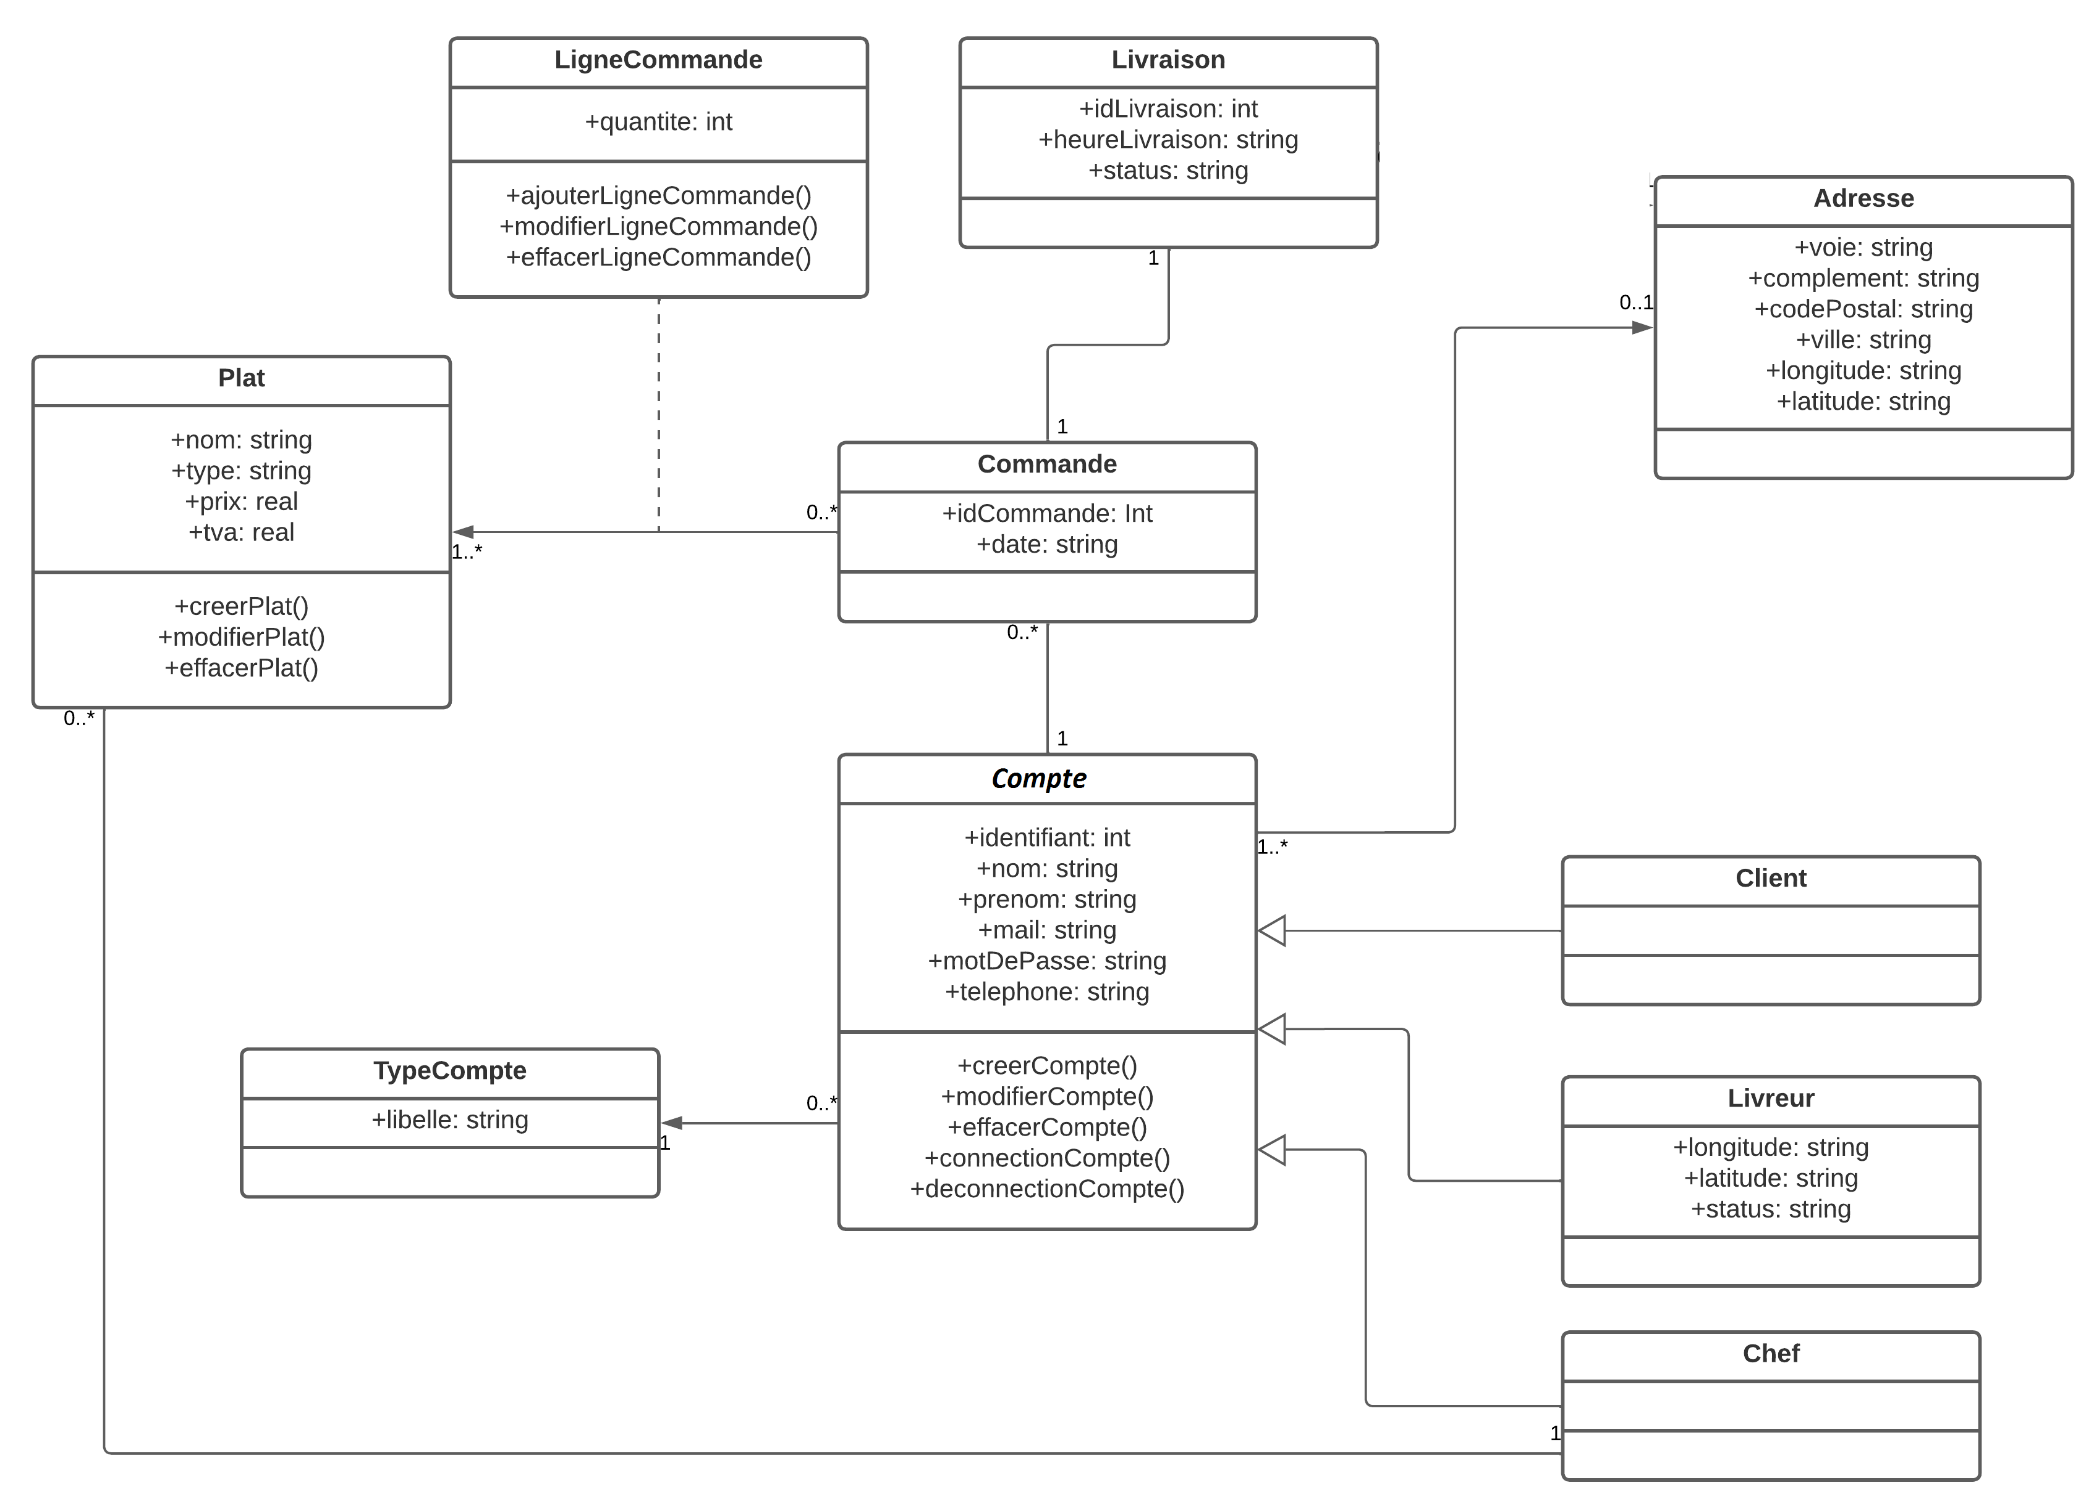 LigneCommande
+quantite: int
+ajouterLigneCommande()
+modifierLigneCommande()
+effacerLigneCommande()
Livraison
+idLivraison: int
+heureLivraison: string
+status: string
1
Adresse
+voie: string
+complement: string
+codePostal: string
+ville: string
+longitude: string
+latitude: string
0..1
Plat
+nom: string
+type: string
+prix: real
+tva: real
+creerPlat()
+modifierPlat()
+effacerPlat()
1..*
0..*
0..*
1
Commande
+idCommande: Int
+date: string
0..*
1
Compte
+identifiant: int
+nom: string
+prenom: string
+mail: string
+motDePasse: string
+telephone: string
+creerCompte()
+modifierCompte()
+effacerCompte()
+connectionCompte()
+deconnectionCompte()
1..*
0..*
1
TypeCompte
+libelle: string
Client
Livreur
+longitude: string
+latitude: string
+status: string
Chef
1